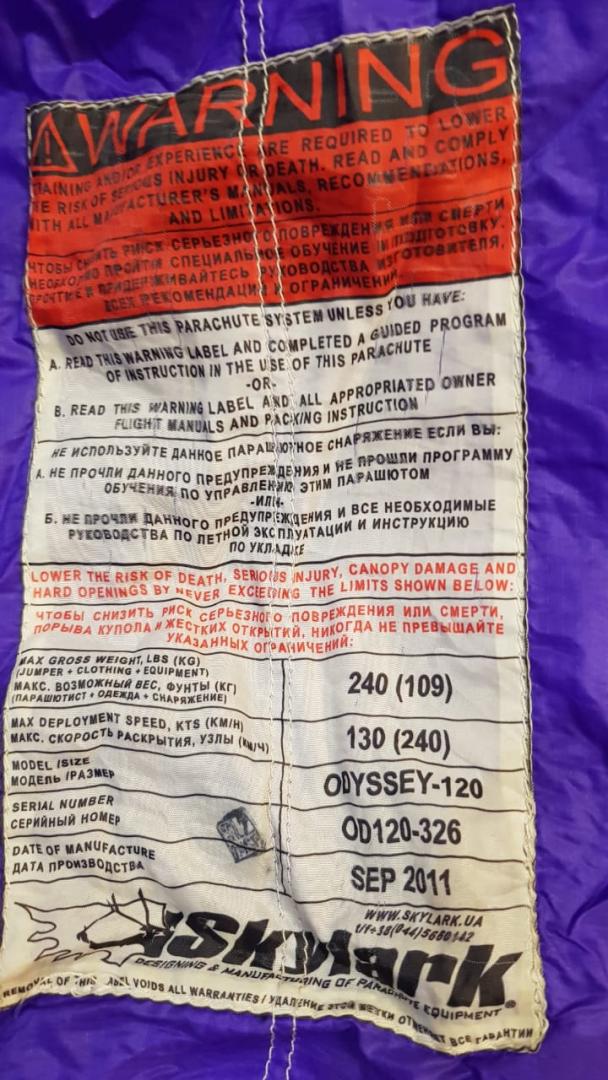 WARNING
TRAINING AND/OR EXPERIENCE ARE REQUIRED TO LOWER
THE RISK OF SERIOUS INJURY OR DEATH. READ AND COMPLY
WITH ALL MANUFACTURER'S MANUALS, RECOMMENDATIONS,
AND LIMITATIONS.
ЧТОБЫ СНИЗИТЬ РИСК СЕРЬЕЗНОГО ПОВРЕЖДЕНИЯ ИЛИ СМЕРТИ
НЕОБХОДИМО ПРОЙТИ СПЕЦИАЛЬНОЕ ОБУЧЕНИЕ И ПОДГОТОВКУ.
ПРОЧТИТЕ И ПРИДЕРЖИВАЙТЕСЬ РУКОВОДСТВА ИЗГОТОВИТЕЛЯ,
ВСЕХ РЕКОМЕНДАЦИЙ И ОГРАНИЧЕНИЙ
DO NOT USE THIS PARACHUTE SYSTEM UNLESS YOU HAVE:
A. READ THIS WARNING LABEL AND COMPLETED A GUIDED PROGRAM
OF INSTRUCTION IN THE USE OF THIS PARACHUTE
-OR-
B. READ THIS WARNING LABEL AND ALL APPROPRIATED OWNER
FLIGHT MANUALS AND PACKING INSTRUCTION
НЕ ИСПОЛЬЗУЙТЕ ДАННОЕ ПАРАШЮТНОЕ СНАРЯЖЕНИЕ ЕСЛИ ВЫ:
А. НЕ ПРОЧЛИ ДАННОГО ПРЕДУПРЕЖДЕНИЯ И НЕ ПРОШЛИ ПРОГРАММУ
ОБУЧЕНИЯ ПО УПРАВЛЕНИЮ ЭТИМ ПАРАШЮТОМ
-ИЛИ-
Б. НЕ ПРОЧЛИ ДАННОГО ПРЕДУПРЕЖДЕНИЯ И ВСЕ НЕОБХОДИМЫЕ
РУКОВОДСТВА ПО ЛЕТНОЙ ЭКСПЛУАТАЦИИ И ИНСТРУКЦИЮ
ПО УКЛАДКЕ
LOWER THE RISK OF DEATH, SERIOUS INJURY, CANOPY DAMAGE AND
HARD OPENINGS BY NEVER EXCEEDING THE LIMITS SHOWN BELOW:
ЧТОБЫ СНИЗИТЬ РИСК СЕРЬЕЗНОГО ПОВРЕЖДЕНИЯ ИЛИ СМЕРТИ,
ПОРЫВА КУПОЛА И ЖЕСТКИХ ОТКРЫТИЙ, НИКОГДА НЕ ПРЕВЫШАЙТЕ
УКАЗАННЫХ ОГРАНИЧЕНИЙ:
MAX GROSS WEIGHT, LBS (KG)
(JUMPER + CLOTHING + EQUIPMENT)
МАКС. ВОЗМОЖНЫЙ ВЕС, ФУНТЫ (КГ)
(ПАРАШЮТИСТ + ОДЕЖДА + СНАРЯЖЕНИЕ)
240 (109)
MAX DEPLOYMENT SPEED, KTS (KM/H)
МАКС. СКОРОСТЬ РАСКРЫТИЯ, УЗЛЫ (КМ/Ч)
130 (240)
MODEL /SIZE
МОДЕЛЬ /РАЗМЕР
ODYSSEY-120
SERIAL NUMBER
СЕРИЙНЫЙ НОМЕР
OD120-326
DATE OF MANUFACTURE
ДАТА ПРОИЗВОДСТВА
SEP 2011
WWW.SKYLARK.UA
t/f+38(044)5680142
Skylark
DESIGNING & MANUFACTURING OF PARACHUTE EQUIPMENT®
REMOVAL OF THIS LABEL VOIDS ALL WARRANTIES / УДАЛЕНИЕ ЭТОЙ МЕТКИ ОТМЕНЯЕТ ВСЕ ГАРАНТИИ